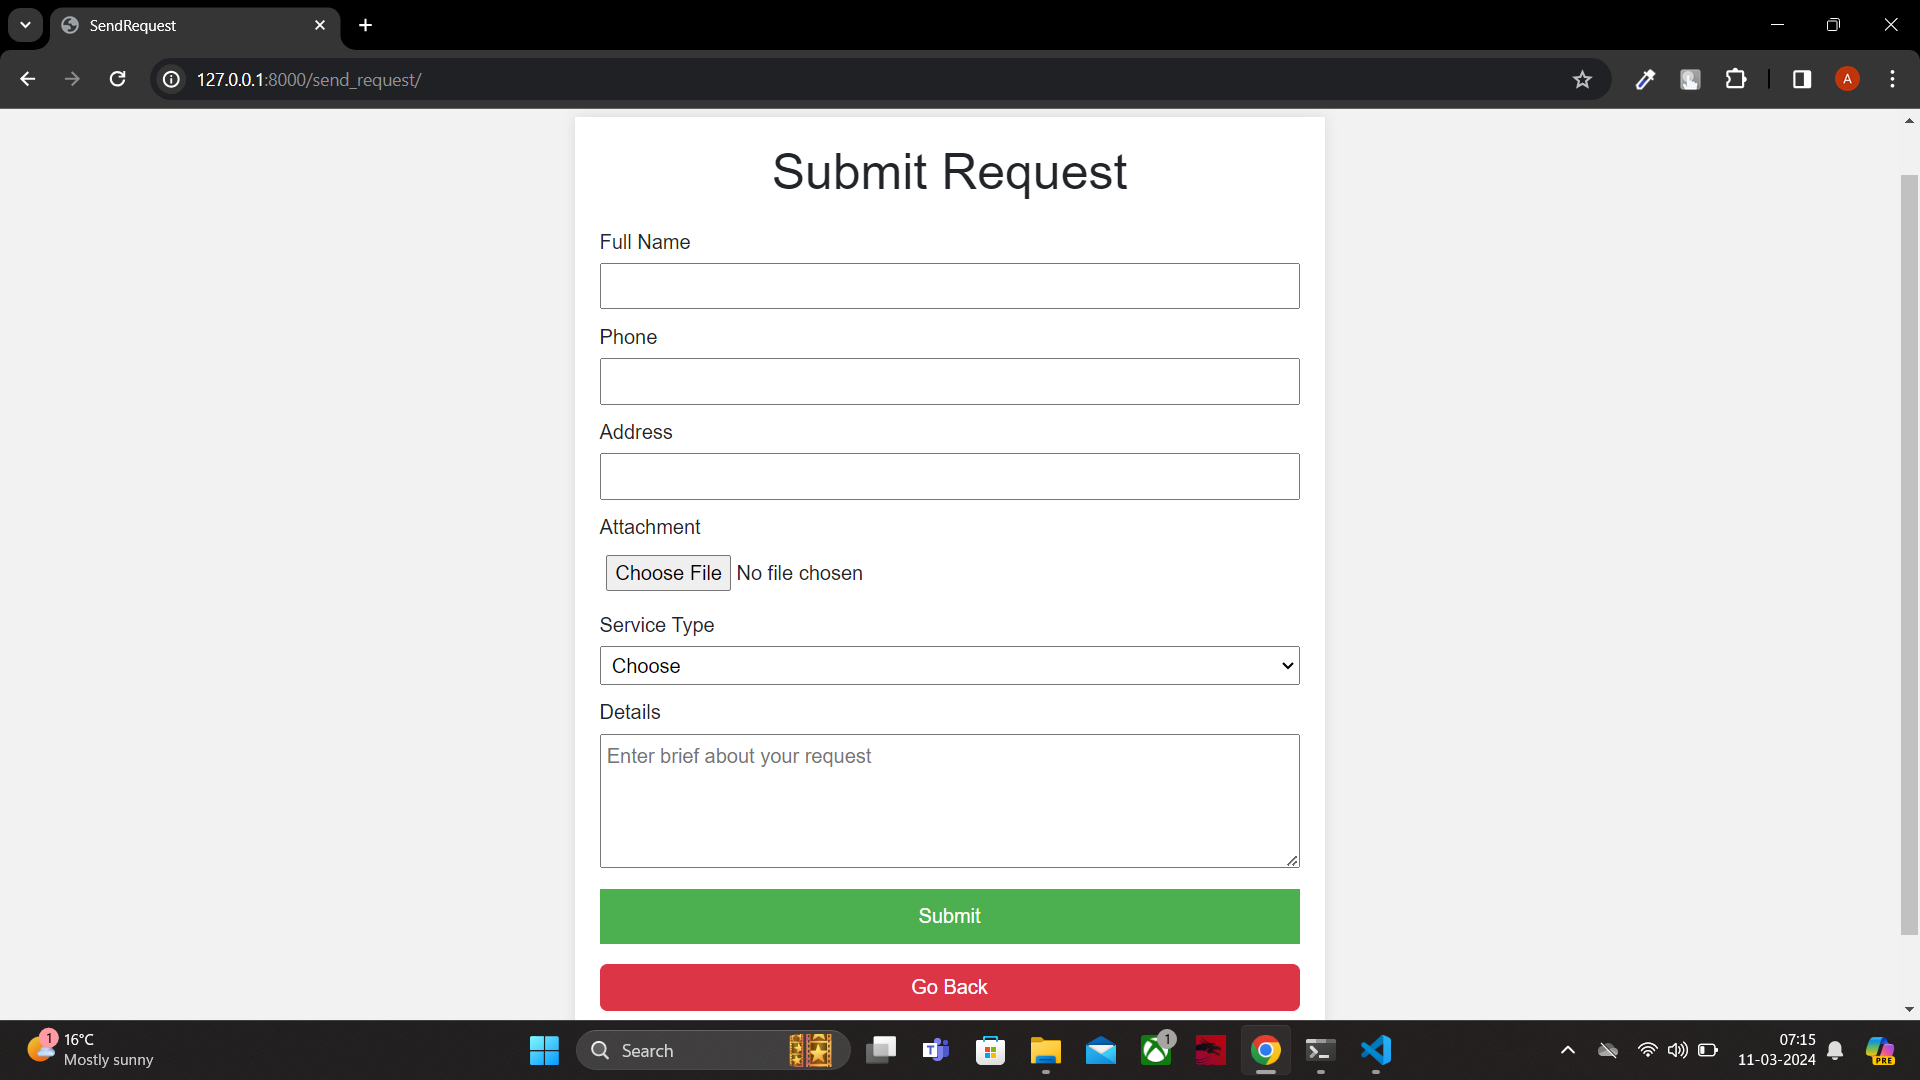 SendRequest
127.0.0.1:8000/send_request/
A
Submit Request
Full Name
Phone
Address
Attachment
Choose File No file chosen
Service Type
Choose
Details
Enter brief about your request
Submit
Go Back
1
16°C
Mostly sunny
Search
1
07:15
11-03-2024
PRE